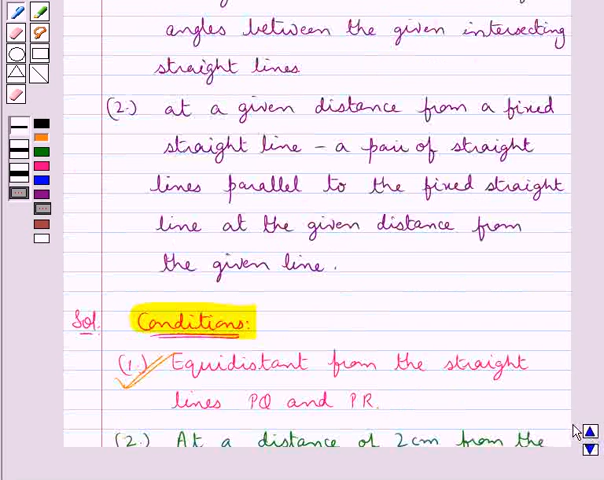 angles between the given intersecting
straight lines
(2.) at a given distance from a fixed
straight line - a pair of straight
lines parallel to the fixed straight
line at the given distance from
the given line.
Sol. Conditions:
(1.) Equidistant from the straight
lines PQ and PR.
(2.) At a distance of 2cm from the